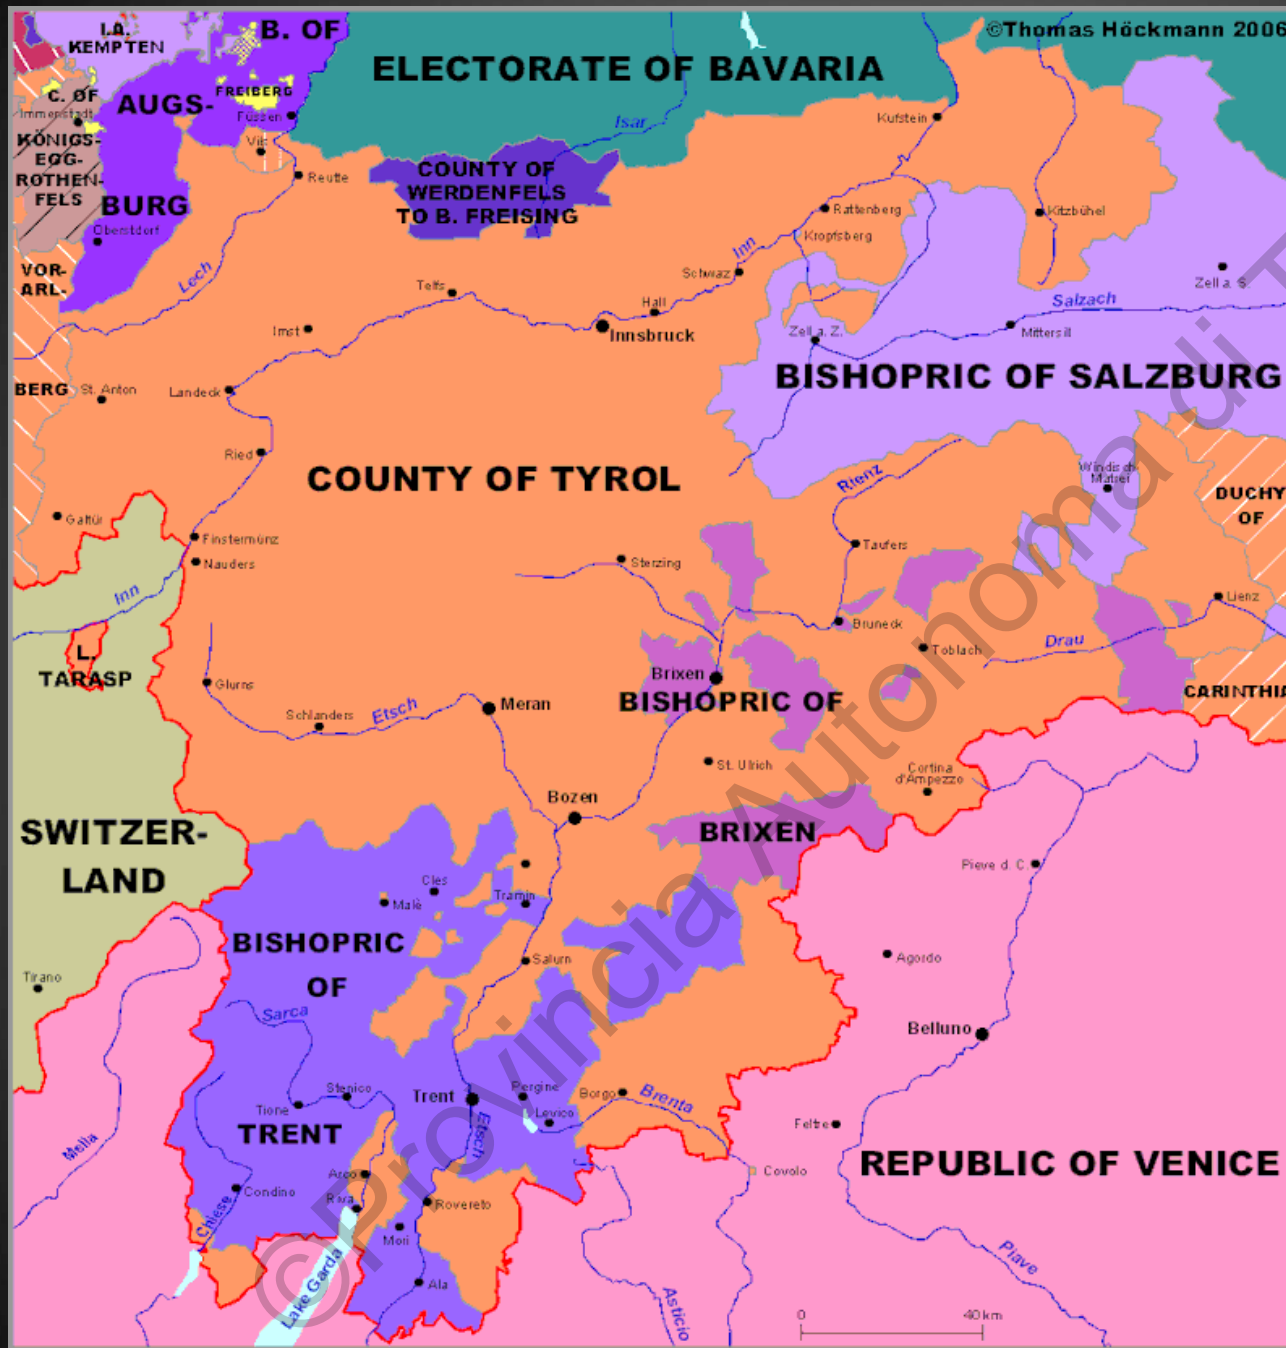 ©Thomas Höckmann 2006
I.A.
KEMPTEN
B. OF
AUGS-
BURG
FREIBERG
Füssen
C. OF
Immenstadt
KÖNIGS-
EGG-
ROTHEN-
FELS
Oberstdorf
VOR-
ARL-
BERG
ELECTORATE OF BAVARIA
Isar
Vils
Reutte
Lech
COUNTY OF
WERDENFELS
TO B. FREISING
Kufstein
Rattenberg
Kropfsberg
Kitzbühel
Inn
Schwaz
Hall
Telfs
Imst
Innsbruck
Zell a. S.
Salzach
Zell a. Z.
Mittersill
BISHOPRIC OF SALZBURG
St. Anton
Landeck
Ried
COUNTY OF TYROL
Rienz
Windisch-
Matrei
DUCHY
OF
CARINTHIA
Galtür
Finstermünz
Nauders
Inn
Sterzing
Taufers
Lienz
Bruneck
Toblach
Drau
L.
TARASP
Glurns
Schlanders
Etsch
Meran
Brixen
BISHOPRIC OF
BRIXEN
St. Ulrich
Cortina
d'Ampezzo
Bozen
SWITZER-
LAND
Pieve d. C
Cles
Malè
Tramin
BISHOPRIC
OF
TRENT
Salurn
Agordo
Tirano
Sarca
Belluno
Stenico
Tione
Trent
Pergine
Levico
Borgo
Brenta
Etsch
Feltre
Mella
REPUBLIC OF VENICE
Covolo
Arco
Riva
Condino
Chiese
Rovereto
Mori
Ala
Lake Garda
Piave
Asticio
0 40 km
©Provincia Autonoma di T